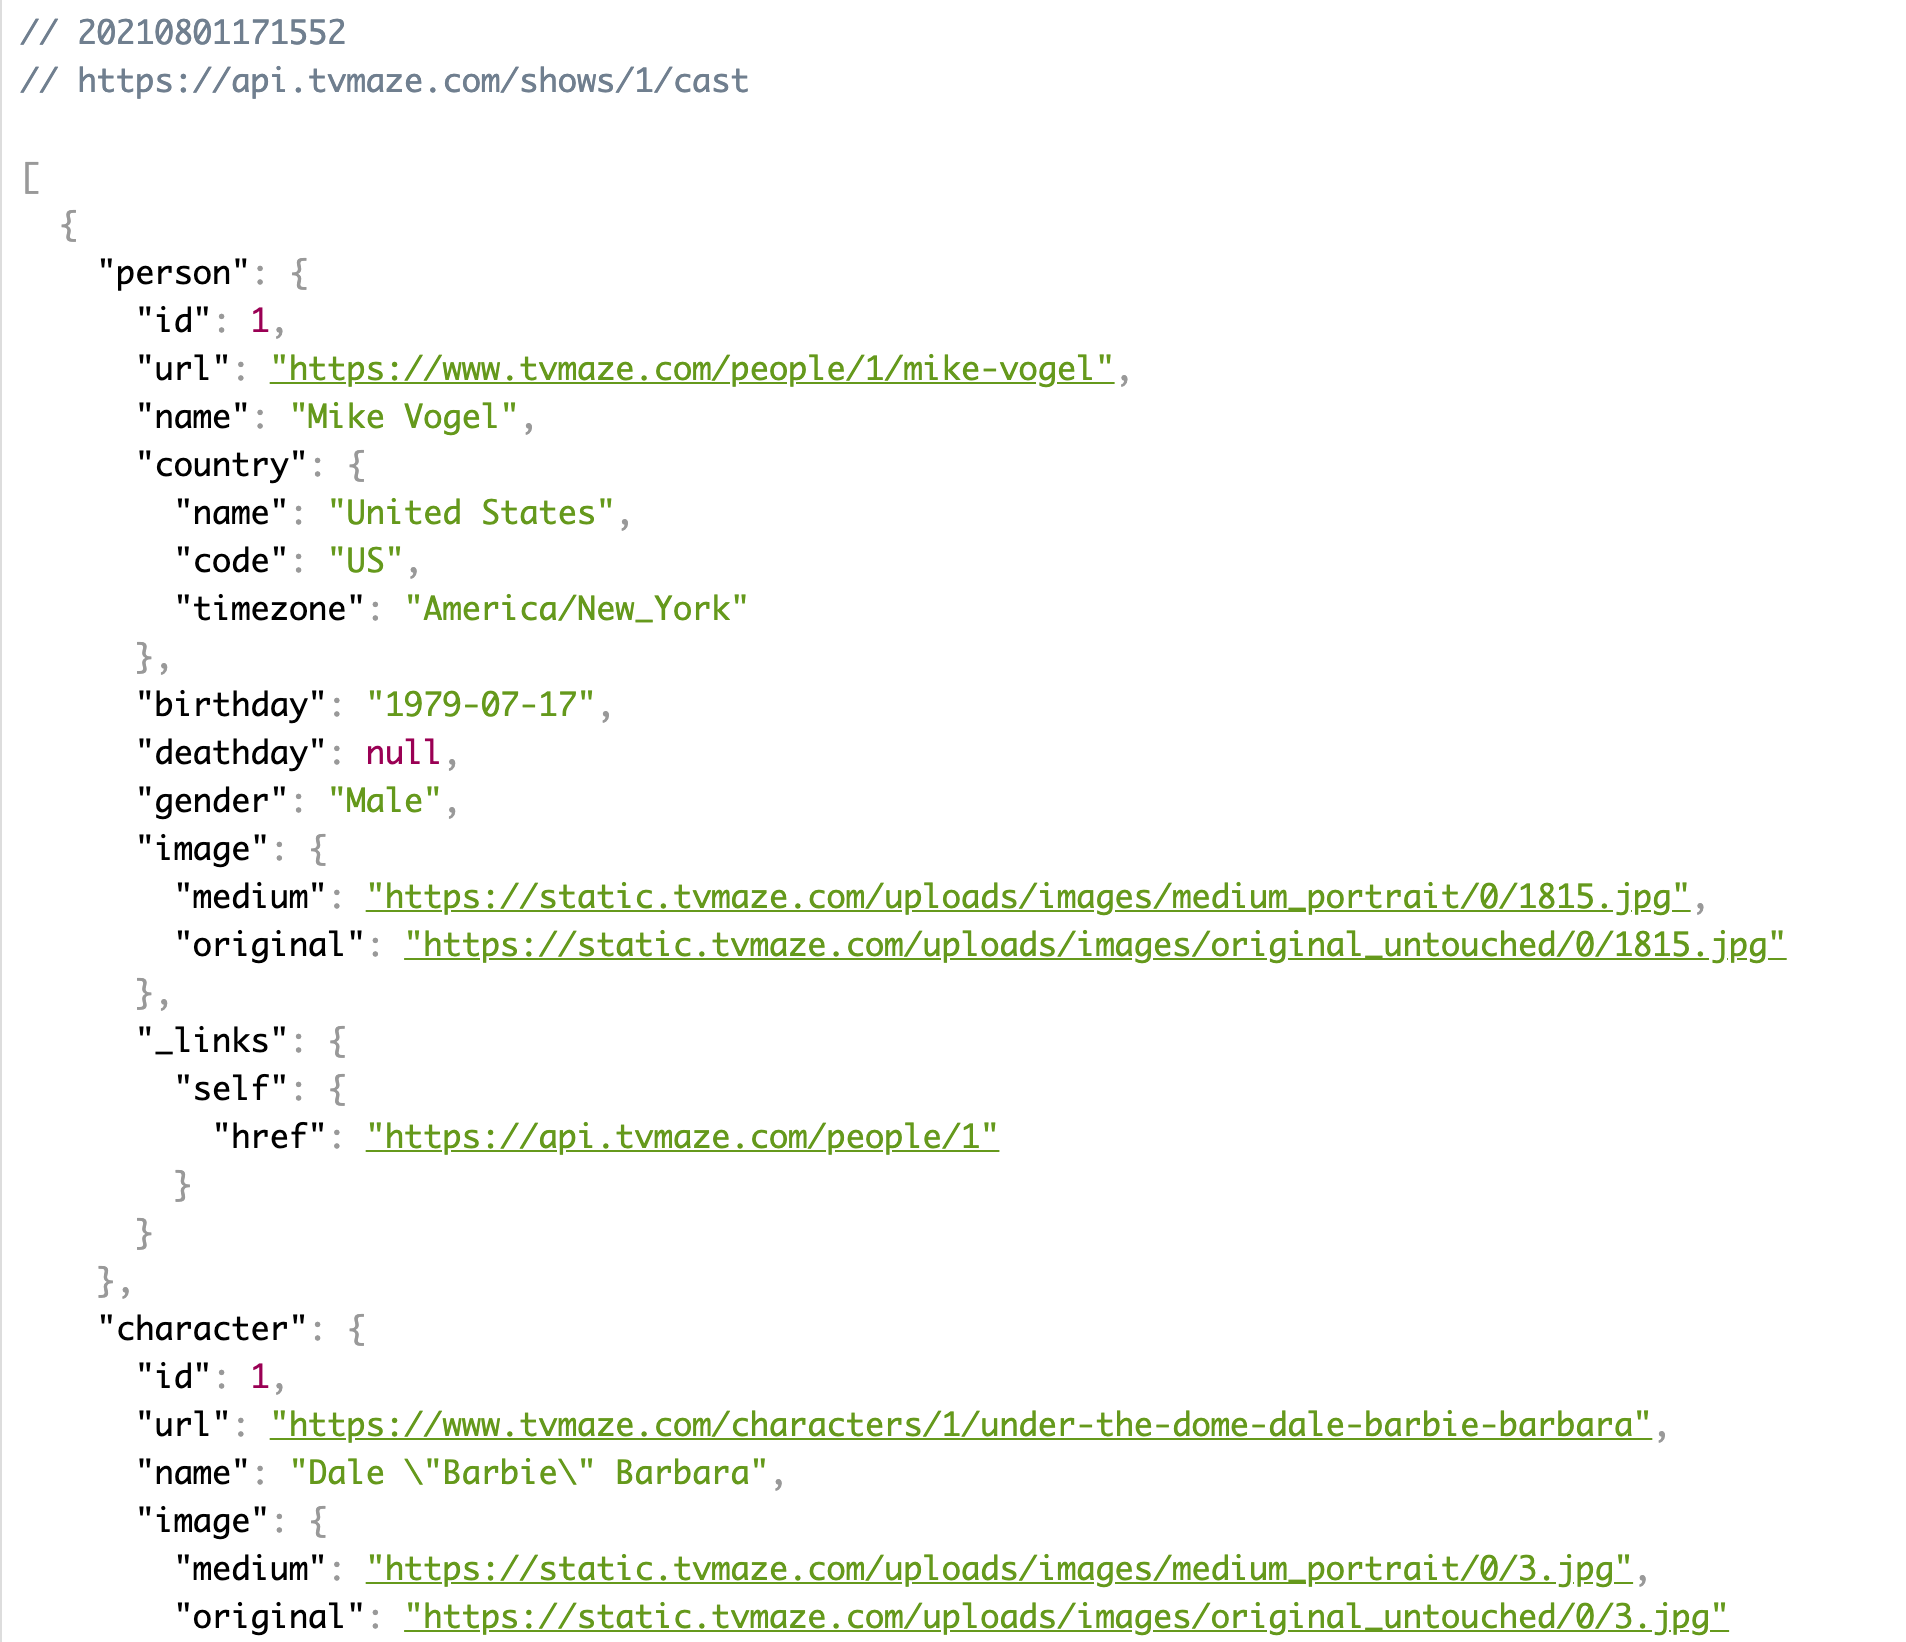 // 20210801171552
// https://api.tvmaze.com/shows/1/cast
[
  {
    "person": {
      "id": 1,
      "url": "https://www.tvmaze.com/people/1/mike-vogel",
      "name": "Mike Vogel",
      "country": {
        "name": "United States",
        "code": "US",
        "timezone": "America/New_York"
      },
      "birthday": "1979-07-17",
      "deathday": null,
      "gender": "Male",
      "image": {
        "medium": "https://static.tvmaze.com/uploads/images/medium_portrait/0/1815.jpg",
        "original": "https://static.tvmaze.com/uploads/images/original_untouched/0/1815.jpg"
      },
      "_links": {
        "self": {
          "href": "https://api.tvmaze.com/people/1"
        }
      }
    },
    "character": {
      "id": 1,
      "url": "https://www.tvmaze.com/characters/1/under-the-dome-dale-barbie-barbara",
      "name": "Dale \"Barbie\" Barbara",
      "image": {
        "medium": "https://static.tvmaze.com/uploads/images/medium_portrait/0/3.jpg",
        "original": "https://static.tvmaze.com/uploads/images/original_untouched/0/3.jpg"